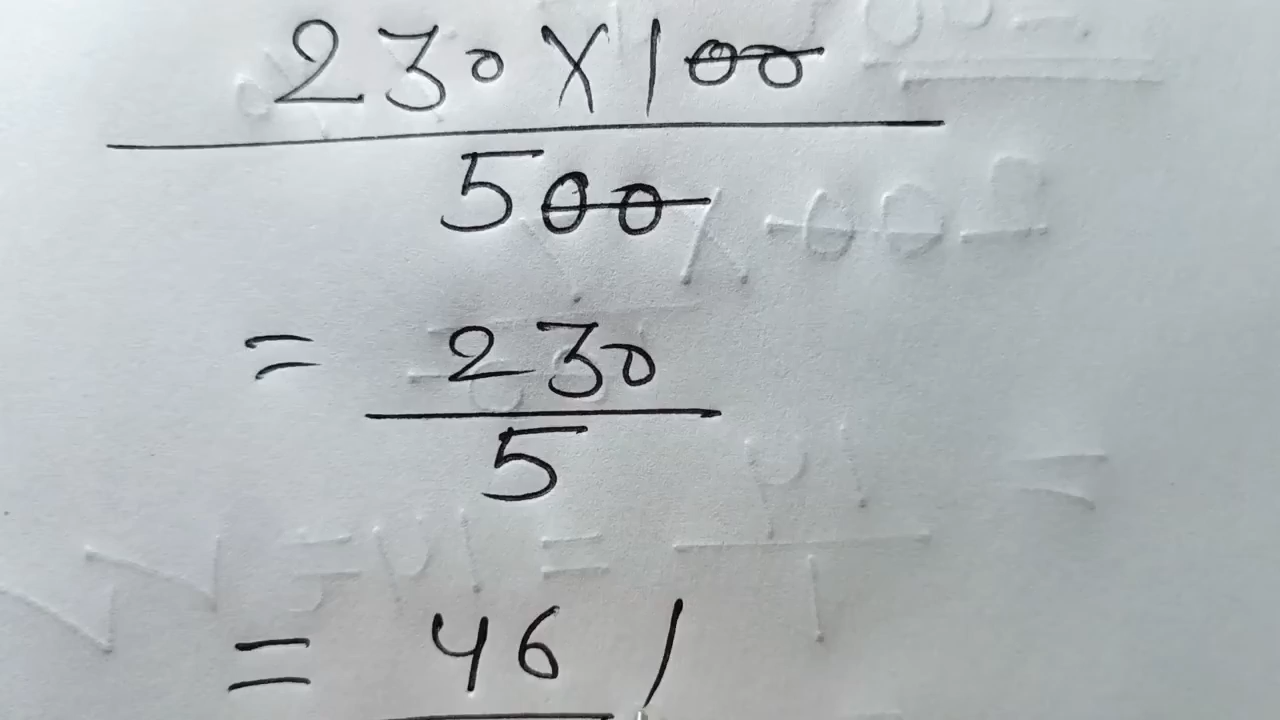 230 X 100
500
= 230
5
= 46 /